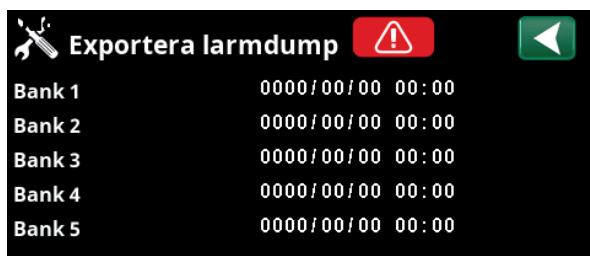 Exportera larmdump
Bank 1 0000/00/00 00:00
Bank 2 0000/00/00 00:00
Bank 3 0000/00/00 00:00
Bank 4 0000/00/00 00:00
Bank 5 0000/00/00 00:00